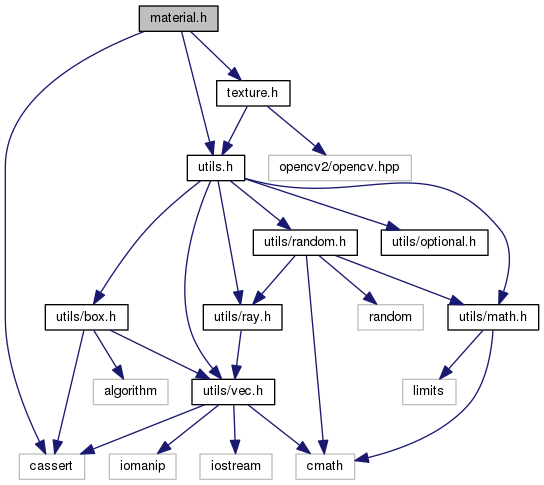 material.h
texture.h
utils.h
opencv2/opencv.hpp
utils/random.h
utils/optional.h
utils/box.h
utils/ray.h
random
utils/math.h
algorithm
utils/vec.h
limits
cassert
iomanip
iostream
cmath